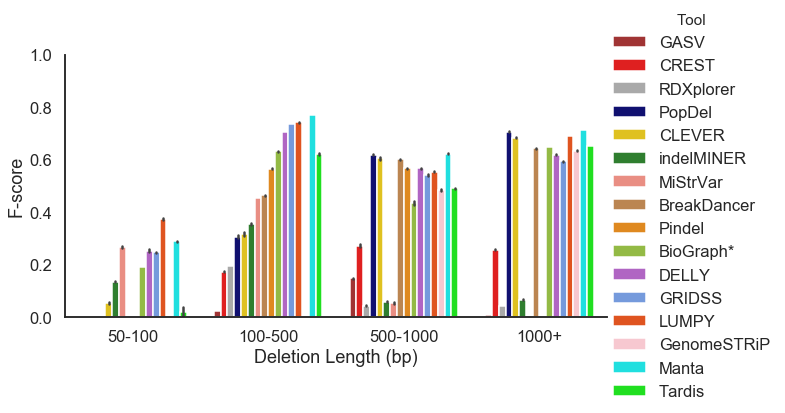 Tool
GASV
CREST
RDXplorer
PopDel
CLEVER
indelMINER
MiStrVar
BreakDancer
Pindel
BioGraph*
DELLY
GRIDSS
LUMPY
GenomeSTRiP
Manta
Tardis
F-score
1.0
0.8
0.6
0.4
0.2
0.0
50-100 100-500 500-1000 1000+
Deletion Length (bp)